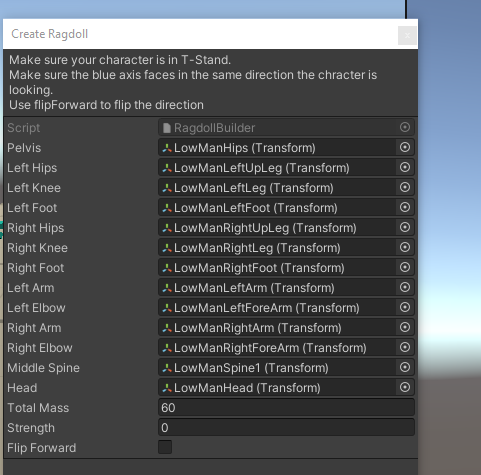 Create Ragdoll
Make sure your character is in T-Stand.
Make sure the blue axis faces in the same direction the chracter is
looking.
Use flipForward to flip the direction
Script RagdollBuilder
Pelvis LowManHips (Transform)
Left Hips LowManLeftUpLeg (Transform)
Left Knee LowManLeftLeg (Transform)
Left Foot LowManLeftFoot (Transform)
Right Hips LowManRightUpLeg (Transform)
Right Knee LowManRightLeg (Transform)
Right Foot LowManRightFoot (Transform)
Left Arm LowManLeftArm (Transform)
Left Elbow LowManLeftForeArm (Transform)
Right Arm LowManRightArm (Transform)
Right Elbow LowManRightForeArm (Transform)
Middle Spine LowManSpine1 (Transform)
Head LowManHead (Transform)
Total Mass 60
Strength 0
Flip Forward